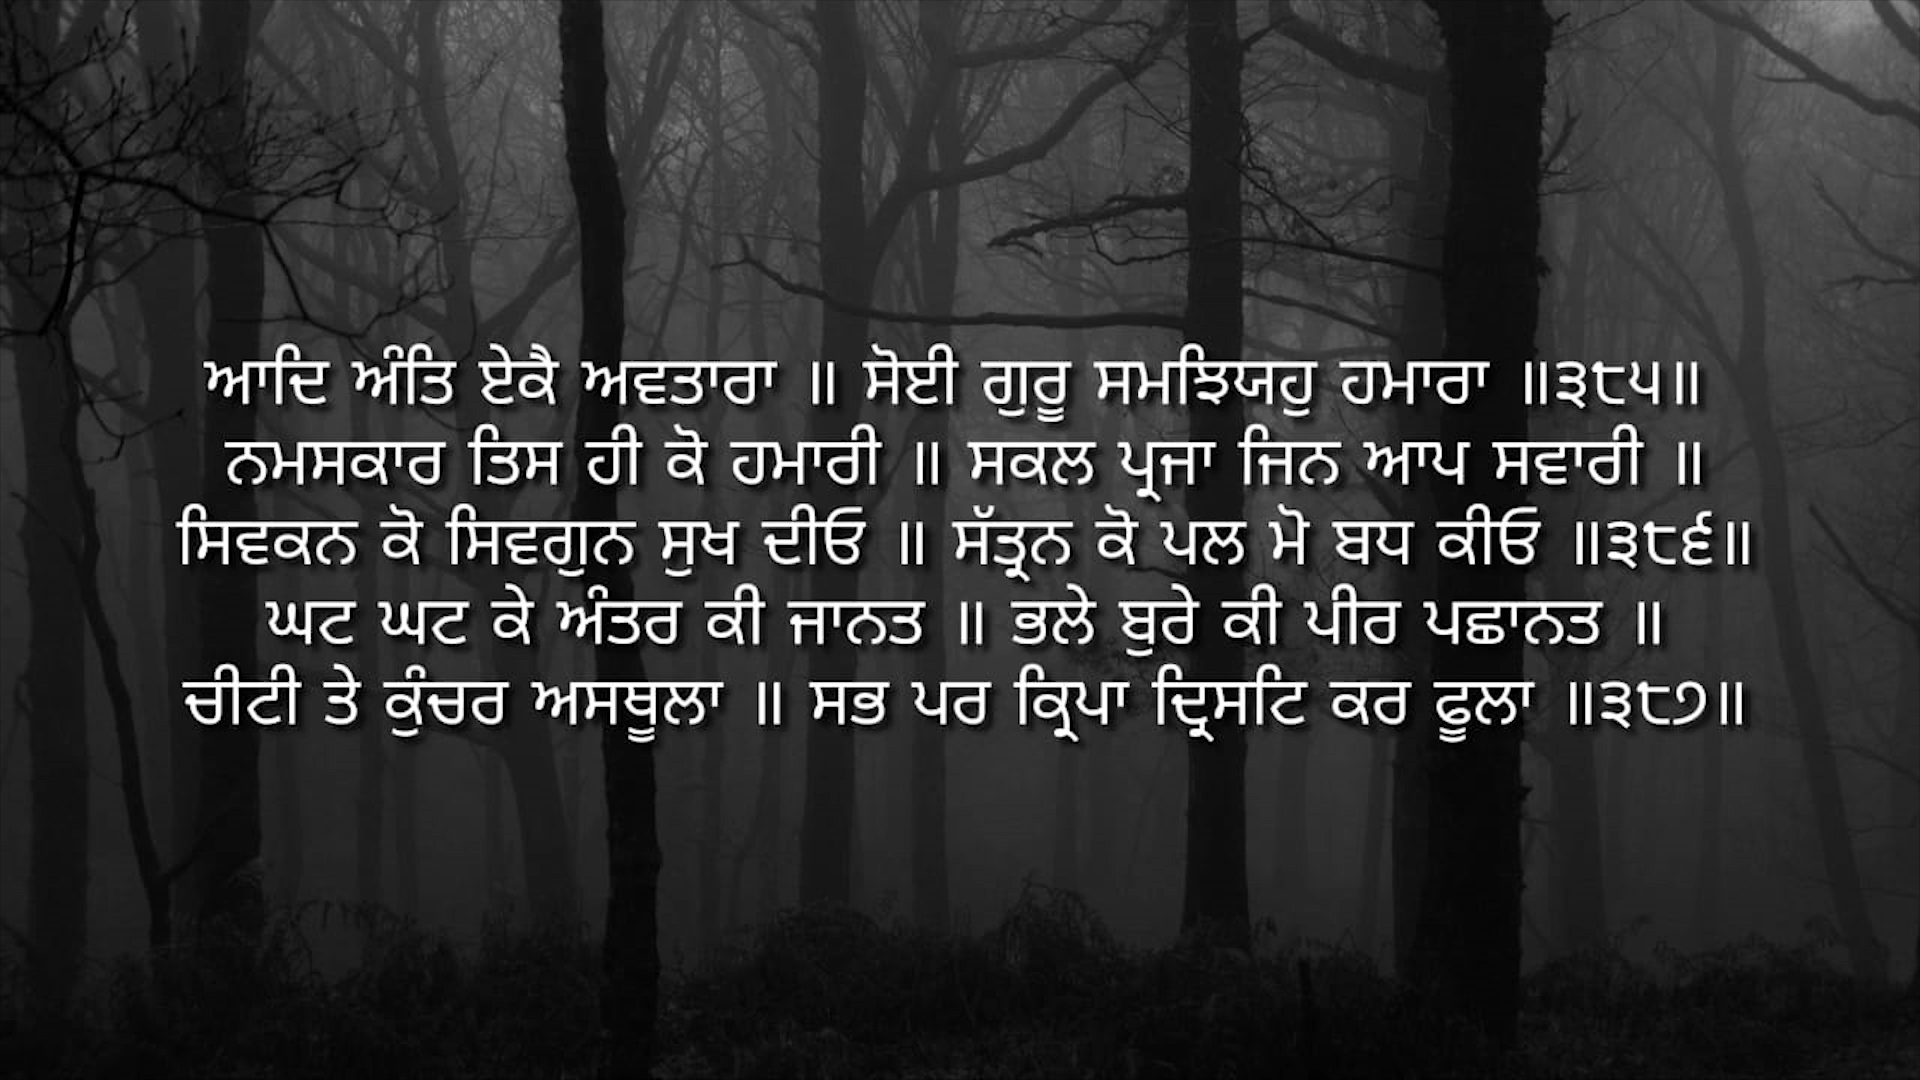 ਆਦਿ ਅੰਤਿ ਏਕੈ ਅਵਤਾਰਾ ॥ ਸੋਈ ਗੁਰੂ ਸਮਝਿਯਹੁ ਹਮਾਰਾ ॥੩੮੫॥
ਨਮਸਕਾਰ ਤਿਸ ਹੀ ਕੋ ਹਮਾਰੀ ॥ ਸਕਲ ਪ੍ਰਜਾ ਜਿਨ ਆਪ ਸਵਾਰੀ ॥
ਸਿਵਕਨ ਕੋ ਸਿਵਗੁਨ ਸੁਖ ਦੀਓ ॥ ਸੱਤ੍ਰਨ ਕੋ ਪਲ ਮੋ ਬਧ ਕੀਓ ॥੩੮੬॥
ਘਟ ਘਟ ਕੇ ਅੰਤਰ ਕੀ ਜਾਨਤ ॥ ਭਲੇ ਬੁਰੇ ਕੀ ਪੀਰ ਪਛਾਨਤ ॥
ਚੀਟੀ ਤੇ ਕੁੰਚਰ ਅਸਥੂਲਾ ॥ ਸਭ ਪਰ ਕ੍ਰਿਪਾ ਦ੍ਰਿਸਟਿ ਕਰ ਫੂਲਾ ॥੩੮੭॥